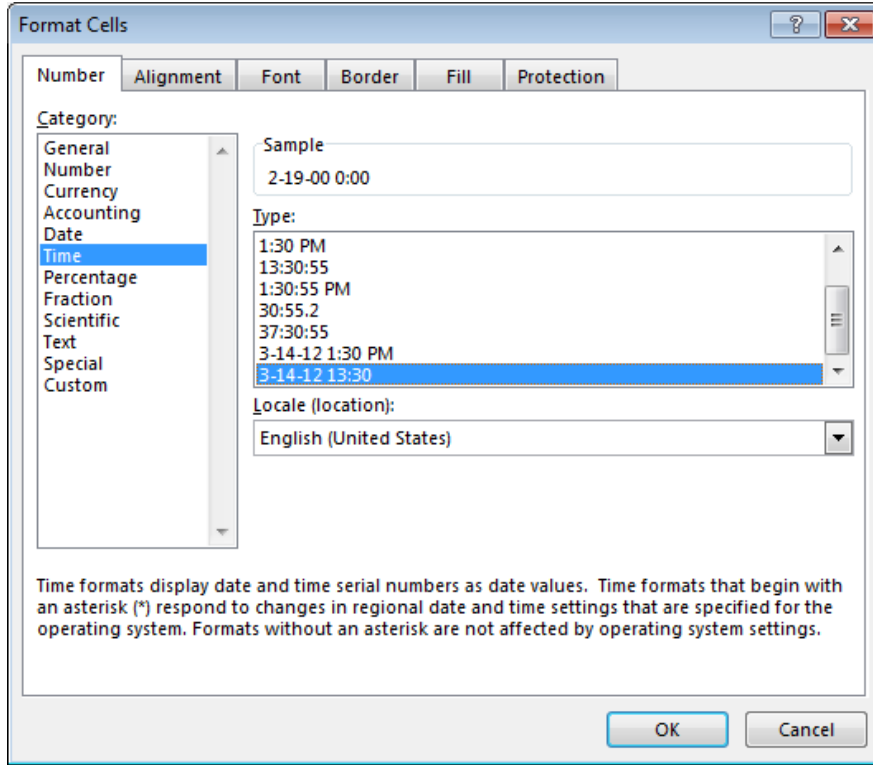 Format Cells
Number Alignment Font Border Fill Protection
Category:
General
Number
Currency
Accounting
Date
Time
Percentage
Fraction
Scientific
Text
Special
Custom
Sample
2-19-00 0:00
Type:
1:30 PM
13:30:55
1:30:55 PM
30:55.2
37:30:55
3-14-12 1:30 PM
3-14-12 13:30
Locale (location):
English (United States)
Time formats display date and time serial numbers as date values. Time formats that begin with
an asterisk (*) respond to changes in regional date and time settings that are specified for the
operating system. Formats without an asterisk are not affected by operating system settings.
OK Cancel